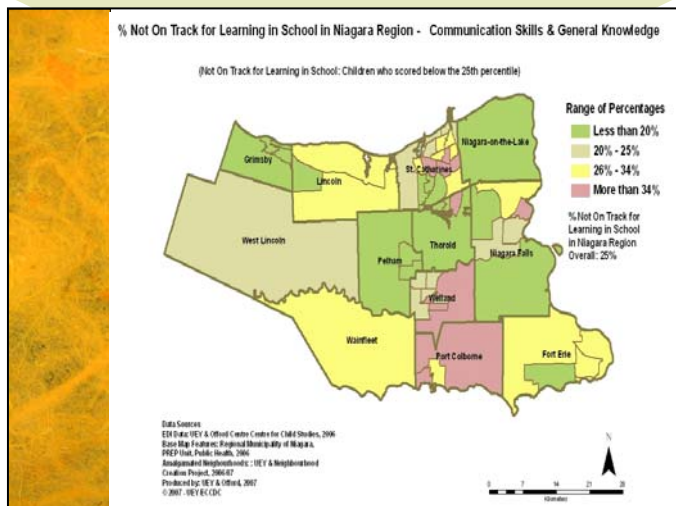 % Not On Track for Learning in School in Niagara Region - Communication Skills & General Knowledge
(Not On Track for Learning in School: Children who scored below the 25th percentile)
Range of Percentages
Less than 20%
20% - 25%
26% - 34%
More than 34%
% Not On Track for
Learning in School
in Niagara Region
Overall: 25%
Niagara-on-the-Lake
Grimsby
Lincoln
St. Catharines
West Lincoln
Pelham
Thorold
Niagara Falls
Welland
Wainfleet
Port Colborne
Fort Erie
Data Sources
EDI Data: UEY & Offord Centre Centre for Child Studies, 2006
Base Map Features: Regional Municipality of Niagara,
PREP Unit, Public Health, 2006
Amalgamated Neighbourhoods: ; UEY & Neighbourhood
Creation Project, 2006-07
Produced by: UEY & Offord, 2007
© 2007 - UEY ECCDC
N
0 7 14 21 28
Kilometers